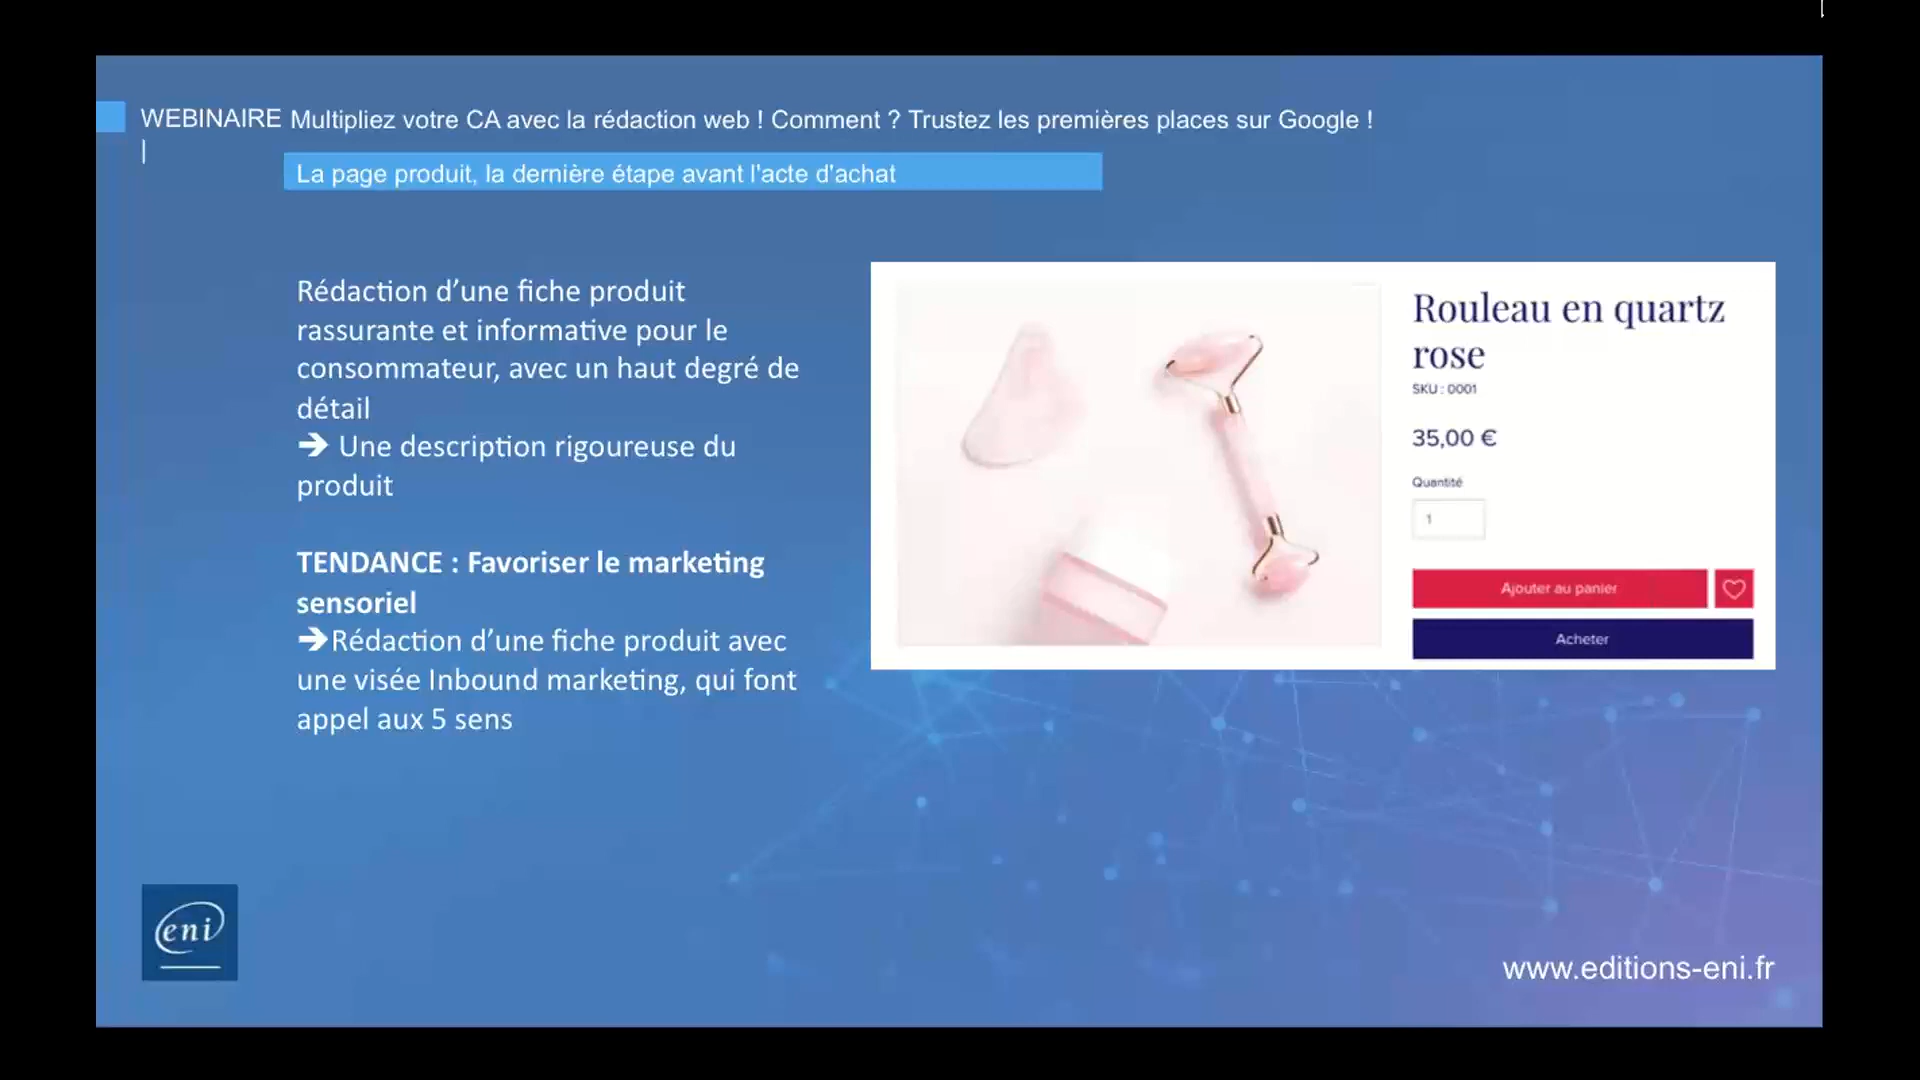 WEBINAIRE Multipliez votre CA avec la rédaction web ! Comment ? Trustez les premières places sur Google !
|
La page produit, la dernière étape avant l'acte d'achat
Rédaction d’une fiche produit
rassurante et informative pour le
consommateur, avec un haut degré de
détail
➔ Une description rigoureuse du
produit
TENDANCE : Favoriser le marketing
sensoriel
➔Rédaction d’une fiche produit avec
une visée Inbound marketing, qui font
appel aux 5 sens
Rouleau en quartz
rose
SKU : 0001
35,00 €
Quantité
1
Ajouter au panier
Acheter
eni
www.editions-eni.fr